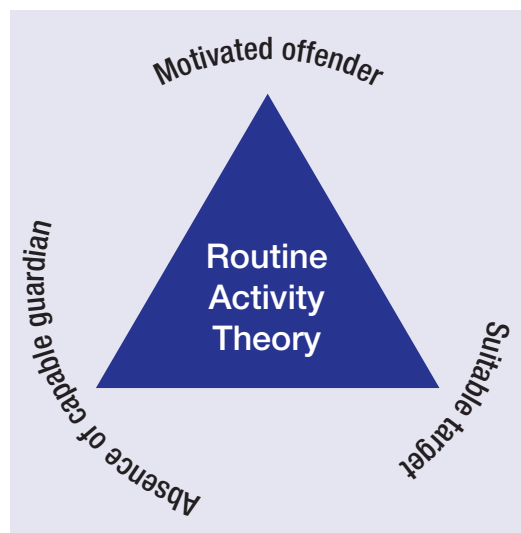 Motivated offender
Absence of capable guardian
Routine
Activity
Theory
Suitable target